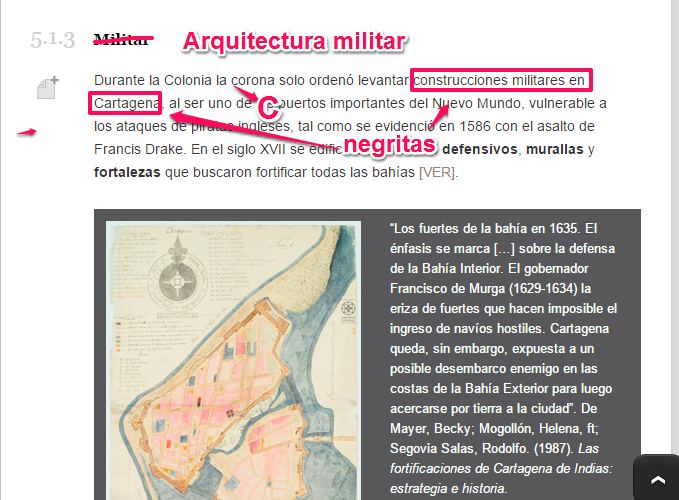 5.1.3 Militar Arquitectura militar
Durante la Colonia la corona solo ordenó levantar construcciones militares en
C
Cartagena, al ser uno de puertos importantes del Nuevo Mundo, vulnerable a
los ataques de piratas ingleses, tal como se evidenció en 1586 con el asalto de
negritas
Francis Drake. En el siglo XVII se defensivos, murallas y
fortalezas que buscaron fortificar todas las bahías [VER].
“Los fuertes de la bahía en 1635. El
énfasis se marca [...] sobre la defensa
de la Bahía Interior. El gobernador
Francisco de Murga (1629-1634) la
eriza de fuertes que hacen imposible el
ingreso de navíos hostiles. Cartagena
queda, sin embargo, expuesta a un
posible desembarco enemigo en las
costas de la Bahía Exterior para luego
acercarse por tierra a la ciudad”. De
Mayer, Becky; Mogollón, Helena, ft;
Segovia Salas, Rodolfo. (1987). Las
fortificaciones de Cartagena de Indias:
estrategia e historia.